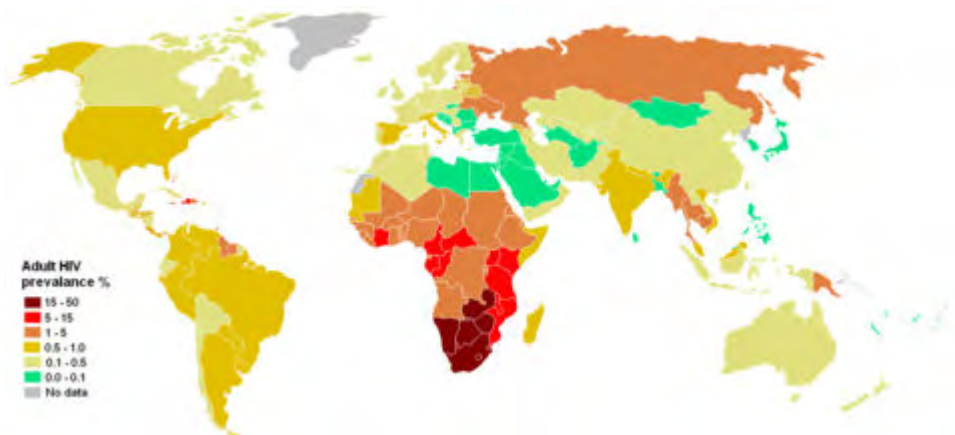 Adult HIV
prevalance %
15 - 50
5 - 15
1 - 5
0.5 - 1.0
0.1 - 0.5
0.0 - 0.1
No data